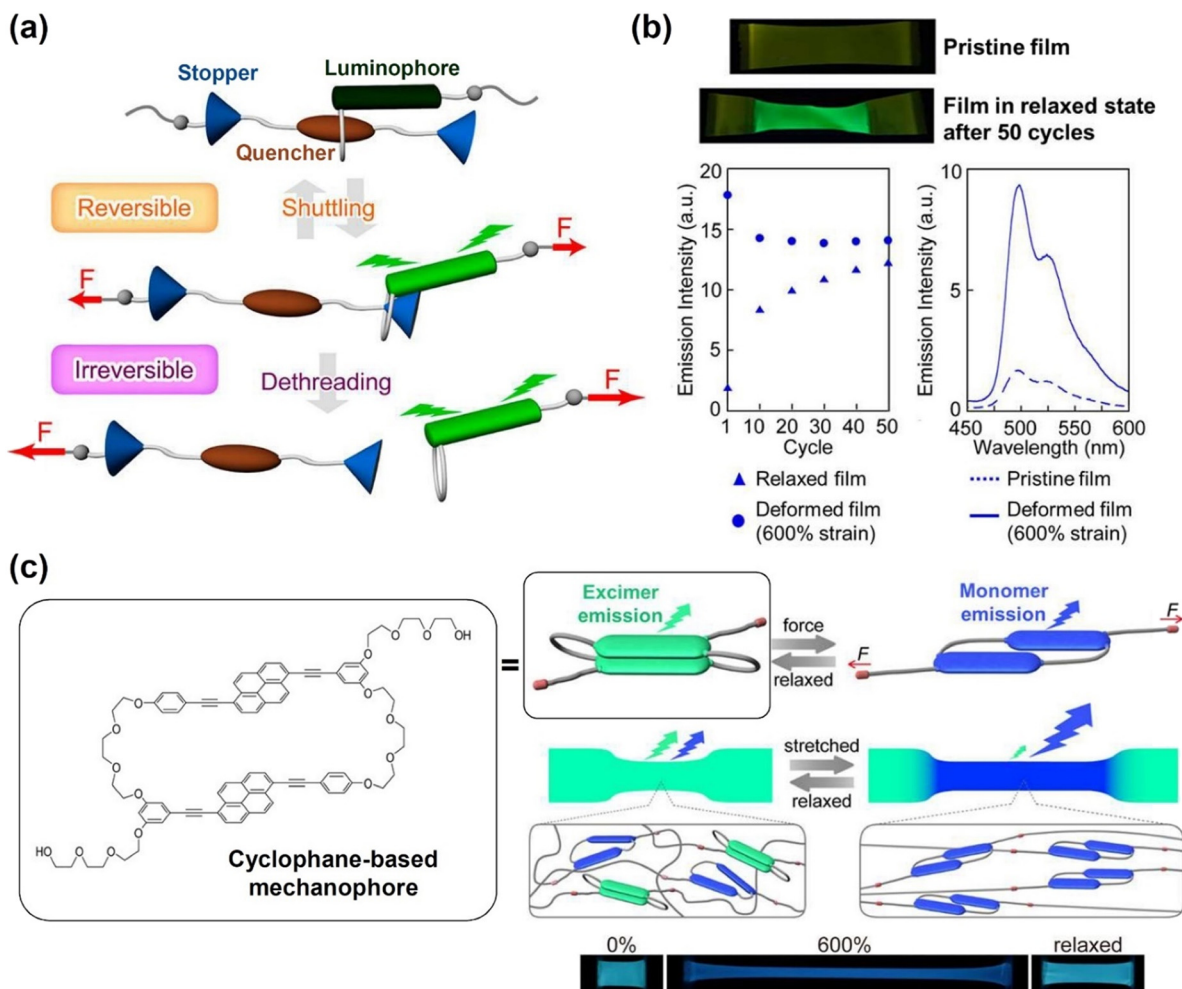 (a)
Stopper
Luminophore
Quencher
Reversible
Shuttling
F
F
Irreversible
Dethreading
F
F
(b)
Pristine film
Film in relaxed state
after 50 cycles
Emission Intensity (a.u.)
20
15
10
5
0
1 10 20 30 40 50
Cycle
Relaxed film
Deformed film
(600% strain)
Emission Intensity (a.u.)
10
5
0
450 500 550 600
Wavelength (nm)
Pristine film
Deformed film
(600% strain)
(c)
O
O
O
OH
O
O
O
O
O
O
O
O
O
O
HO
O
O
O
Cyclophane-based
mechanophore
=
Excimer
emission
force
relaxed
Monomer
emission
F
F
stretched
relaxed
0%
600%
relaxed